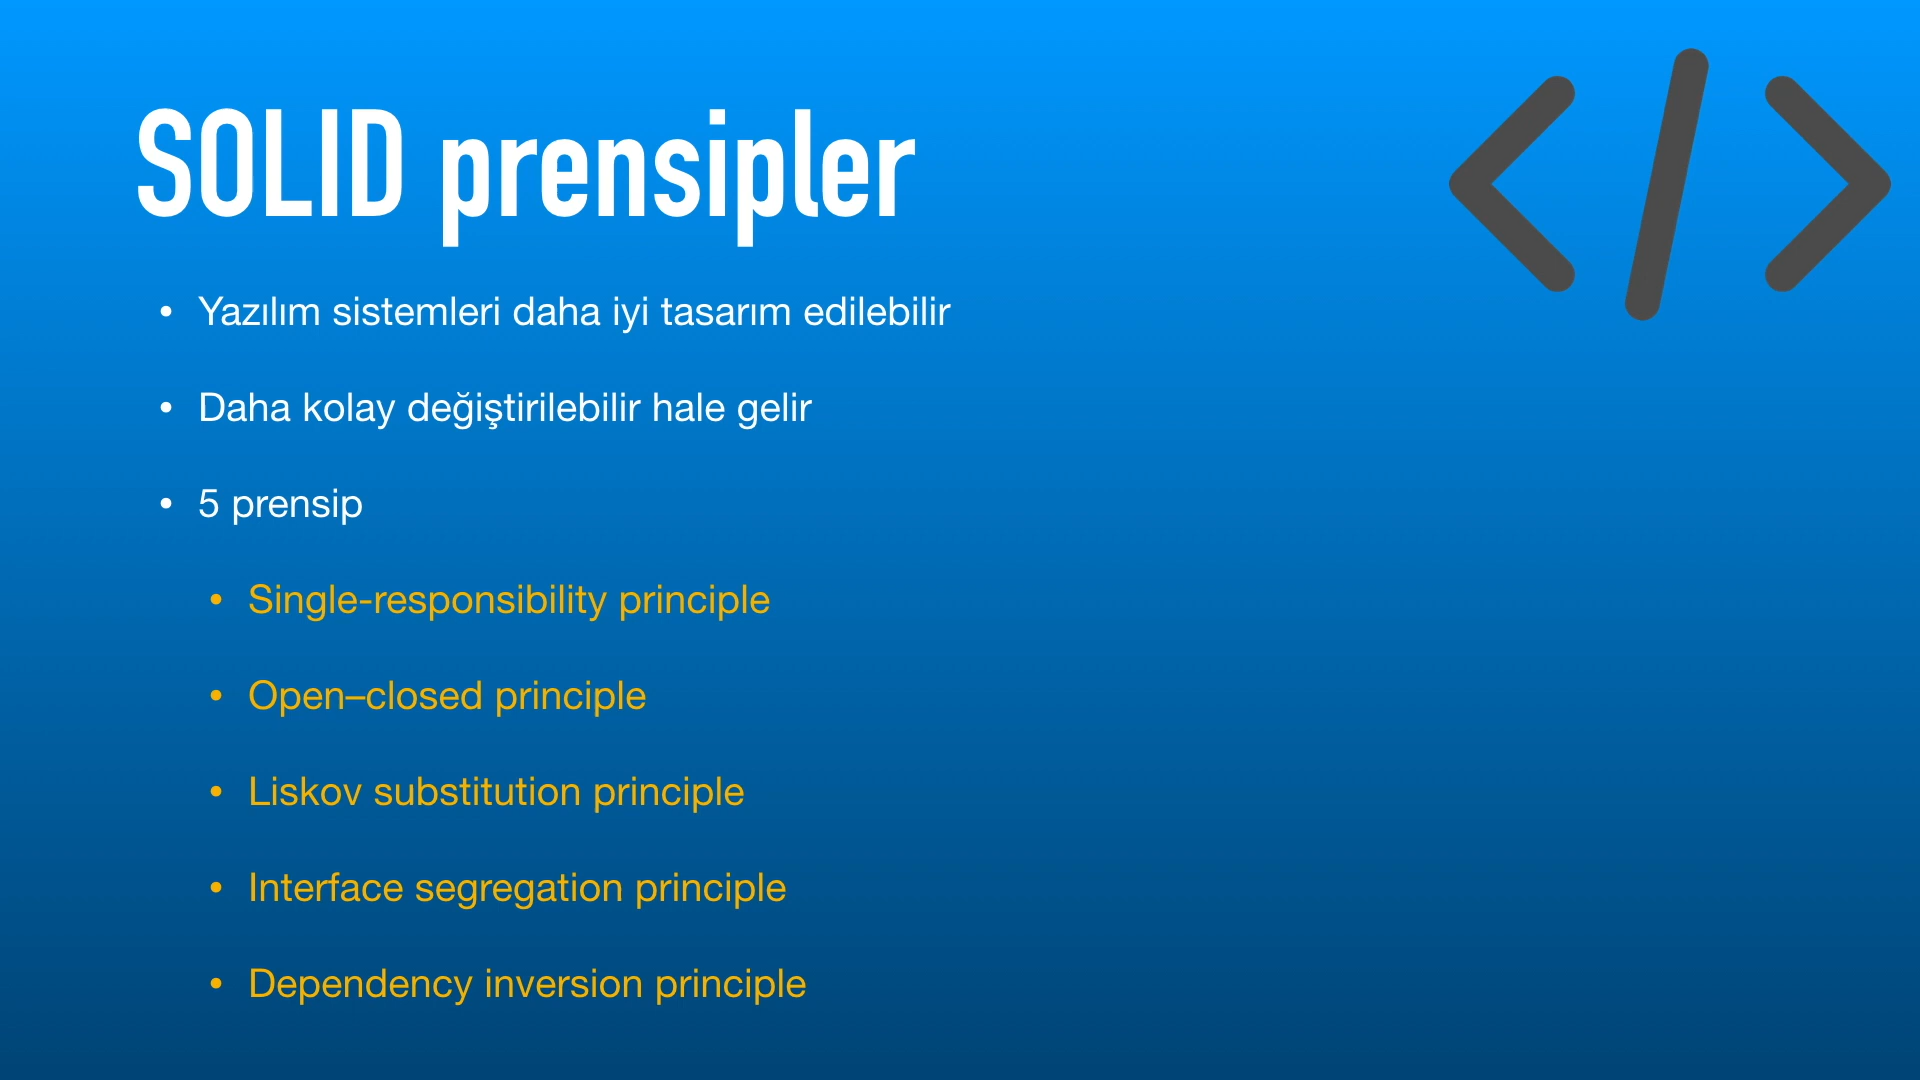 SOLID prensipler
• Yazılım sistemleri daha iyi tasarım edilebilir
• Daha kolay değiştirilebilir hale gelir
• 5 prensip
• Single-responsibility principle
• Open–closed principle
• Liskov substitution principle
• Interface segregation principle
• Dependency inversion principle